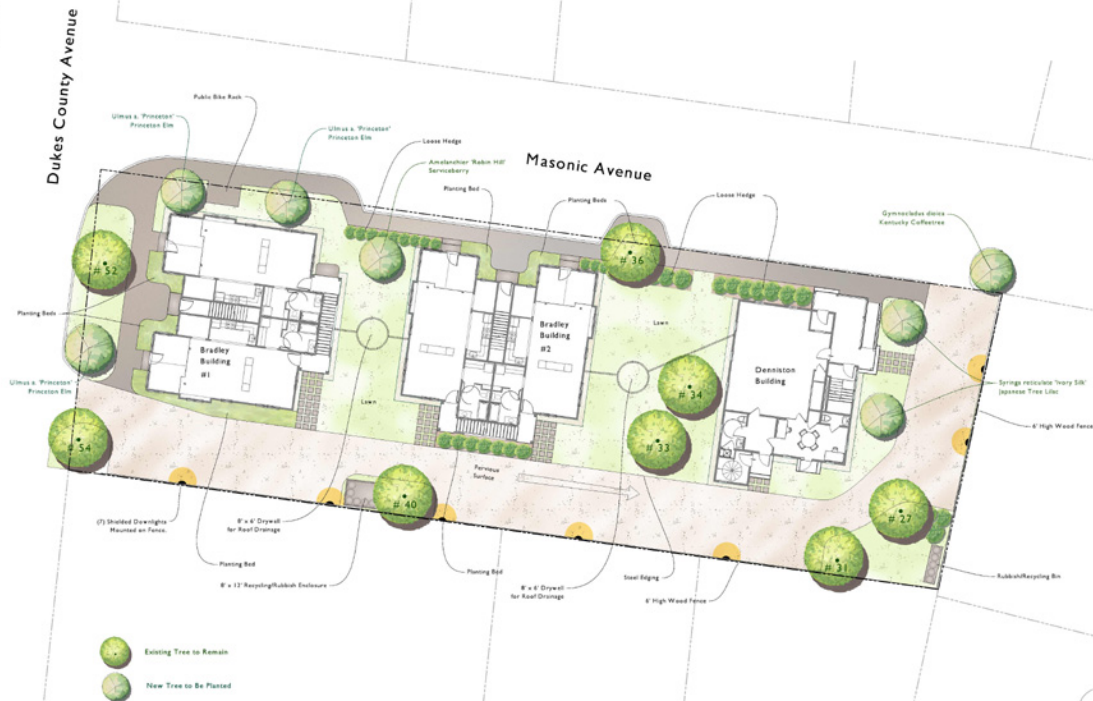 Dukes County Avenue
Public Bike Rack
Ulmus a. 'Princeton'
Princeton Elm
Ulmus a. 'Princeton'
Princeton Elm
Loose Hedge
Amelanchier 'Robin Hill'
Serviceberry
Masonic Avenue
Planting Bed
Planting Beds
Loose Hedge
Gymnocladus dioica
Kentucky Coffeetree
# 52
# 36
Planting Beds
Lawn
Bradley
Building
#1
Bradley
Building
#2
Denniston
Building
Ulmus a. 'Princeton'
Princeton Elm
Lawn
# 34
Syringa reticulate 'Ivory Silk'
Japanese Tree Lilac
6' High Wood Fence
# 54
# 33
Pervious
Surface
# 40
# 27
# 31
(7) Shielded Downlights
Mounted on Fence.
8' x 6' Drywell
for Roof Drainage
Planting Bed
8' x 12' Recycling/Rubbish Enclosure
Planting Bed
8' x 6' Drywell
for Roof Drainage
Steel Edging
6' High Wood Fence
Rubbish/Recycling Bin
Existing Tree to Remain
New Tree to Be Planted